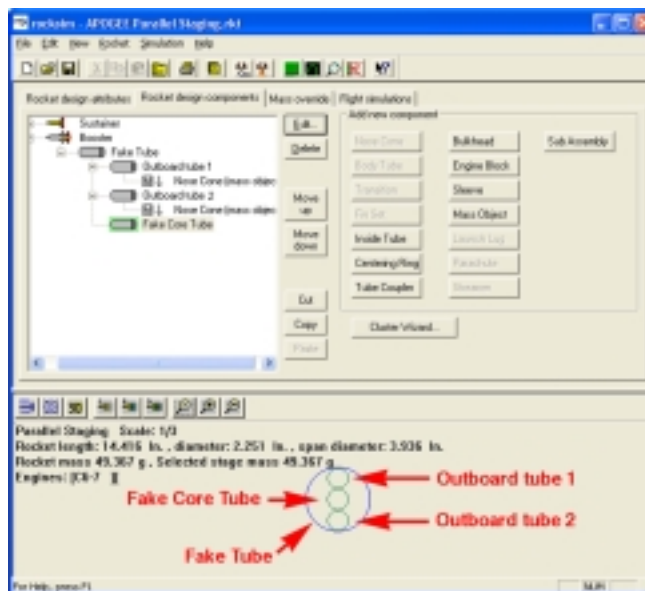 rocksim - APOGEE Parallel Staging.rkt
File Edit View Rocket Simulation Help
Rocket design attributes Rocket design components Mass override Flight simulations
Sustainer
Booster
Fake Tube
Outboard tube 1
Nose Cone (mass objec
Outboard tube 2
Nose Cone (mass objec
Fake Core Tube
Edit...
Delete
Move up
Move down
Cut
Copy
Paste
Add new component
Nose Cone
Body Tube
Transition
Fin Set
Inside Tube
Centering Ring
Tube Coupler
Bulkhead
Engine Block
Sleeve
Mass Object
Launch Lug
Parachute
Streamer
Sub Assembly
Cluster Wizard...
Parallel Staging Scale: 1/3
Rocket length: 14.416 In. , diameter: 2.251 In. , span diameter: 3.936 In.
Rocket mass 49.367 g , Selected stage mass 49.367 g
Engines: [C6-7 ]
Outboard tube 1
Fake Core Tube
Outboard tube 2
Fake Tube
For Help, press F1
NUM